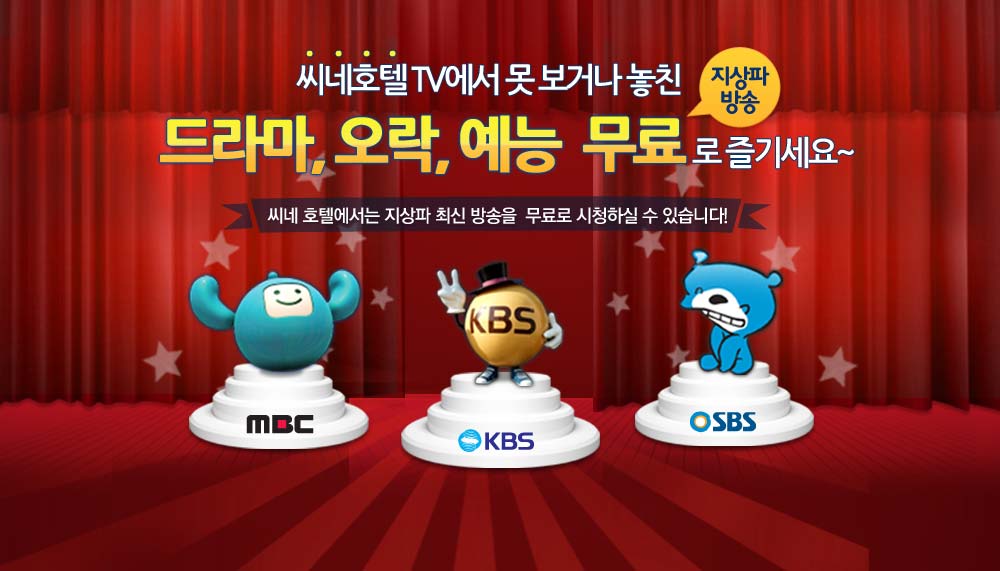 씨네호텔 TV에서 못 보거나 놓친
지상파
방송
드라마, 오락, 예능 무료로 즐기세요~
씨네 호텔에서는 지상파 최신 방송을 무료로 시청하실 수 있습니다!
KBS
MBC
KBS
SBS